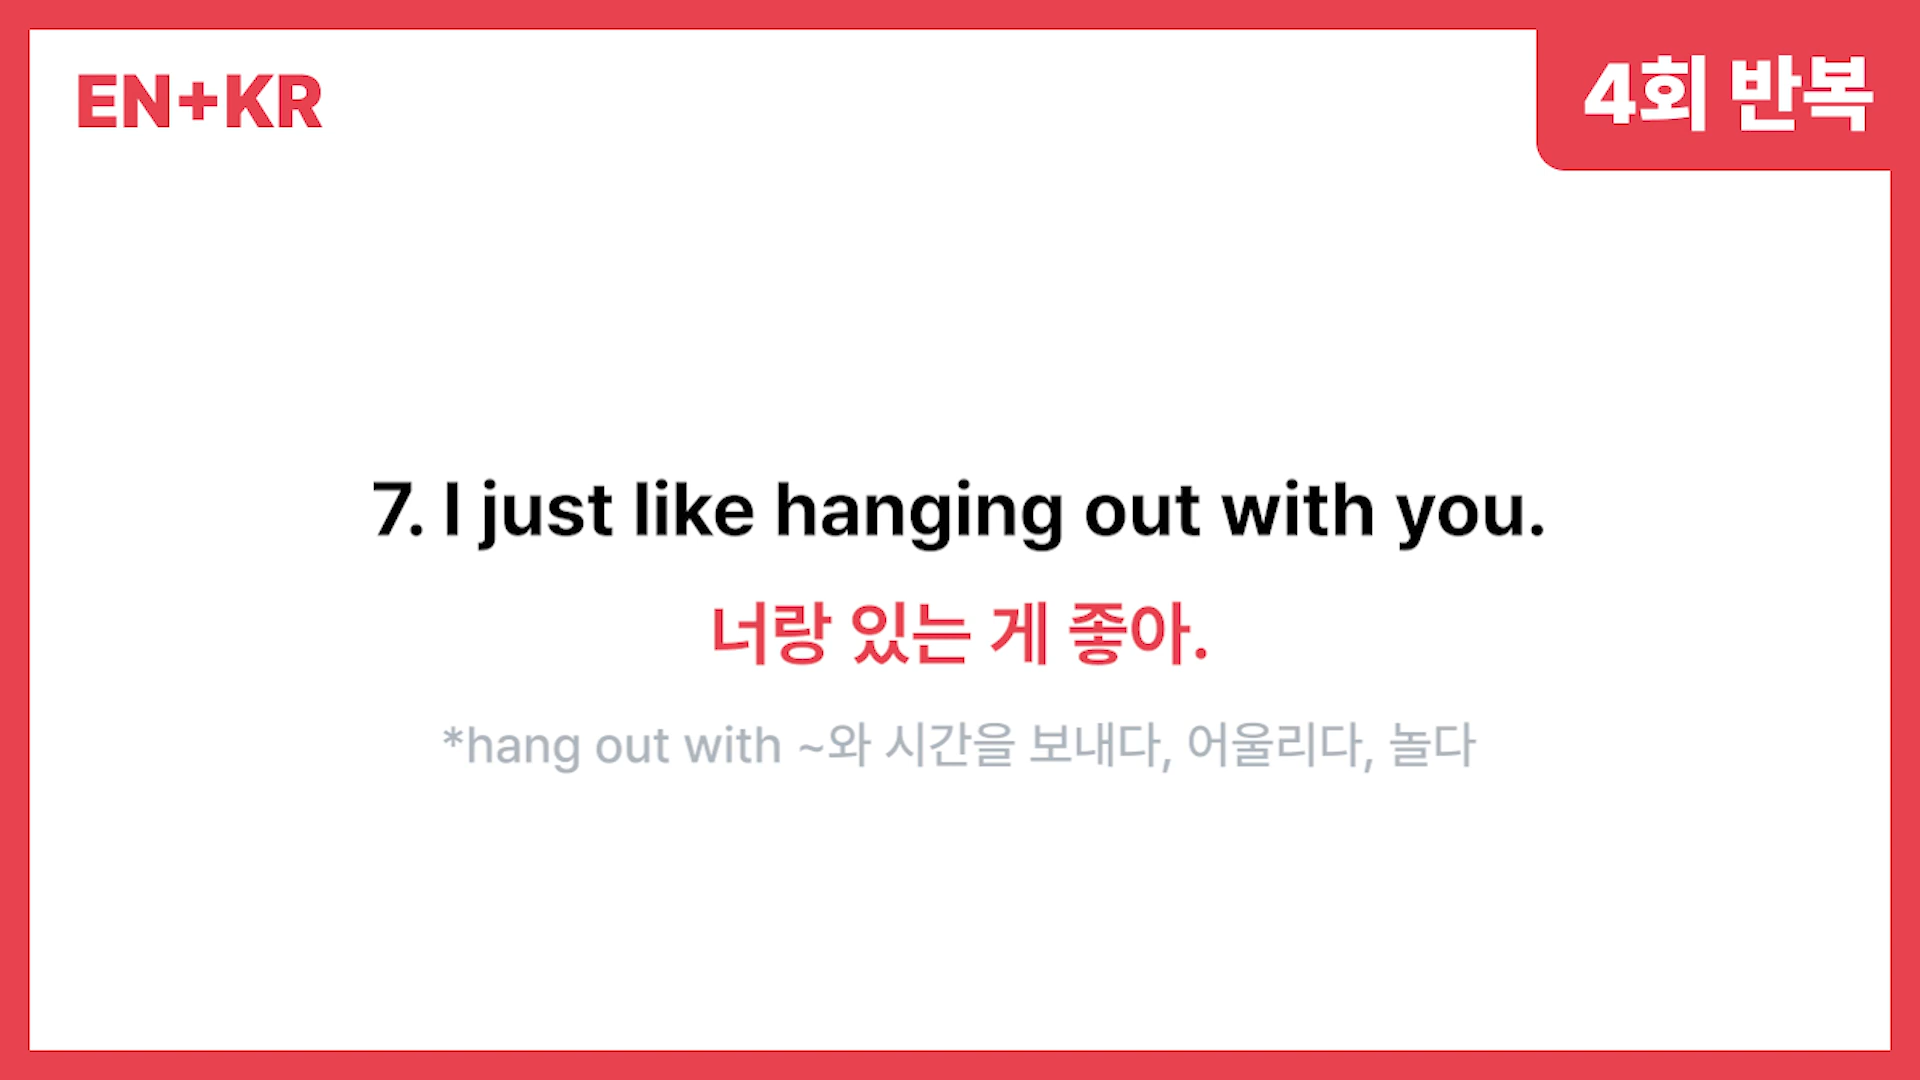 EN+KR
4회 반복
7. I just like hanging out with you.
너랑 있는 게 좋아.
*hang out with ~와 시간을 보내다, 어울리다, 놀다